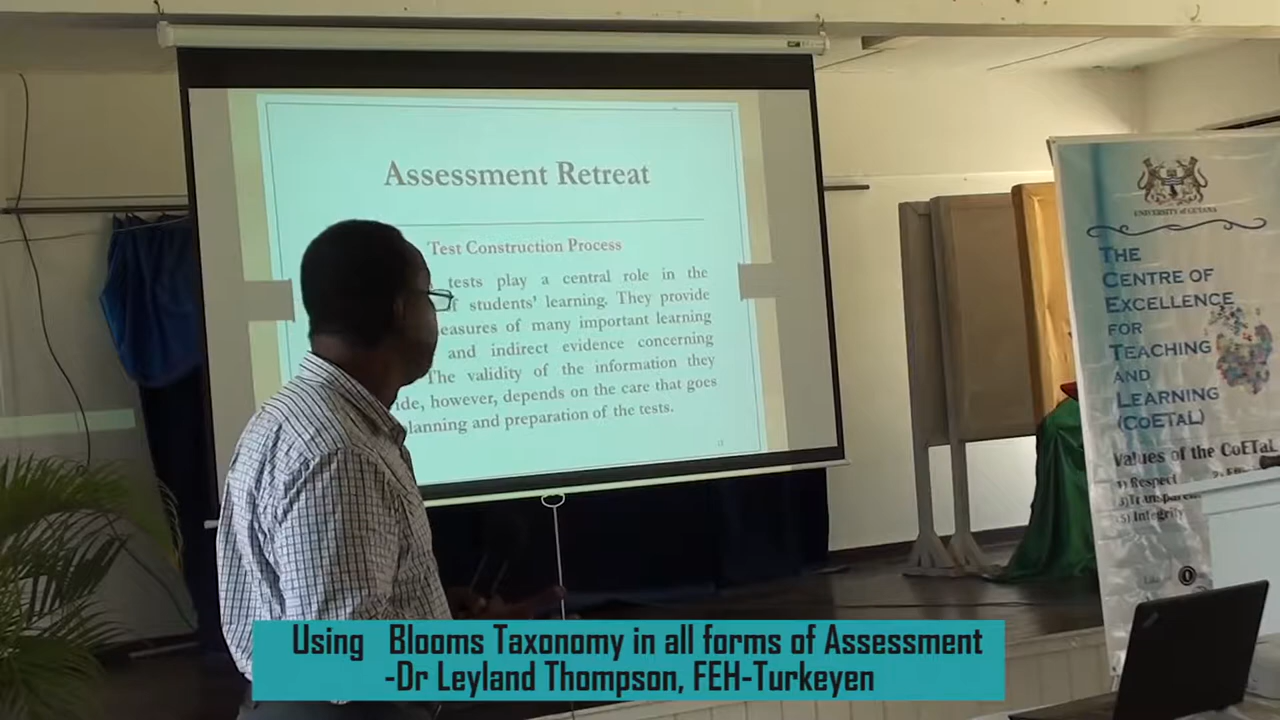 Assessment Retreat
Test Construction Process
tests play a central role in the
students' learning. They provide
measures of many important learning
and indirect evidence concerning
The validity of the information they
however, depends on the care that goes
planning and preparation of the tests.
UNIVERSITY of GUYANA
THE
CENTRE OF
EXCELLENCE
FOR
TEACHING
AND
LEARNING
(COETAL)
Values of the CoETaL
1) Respect
5) Integrity
Using Blooms Taxonomy in all forms of Assessment
-Dr Leyland Thompson, FEH-Turkeyen